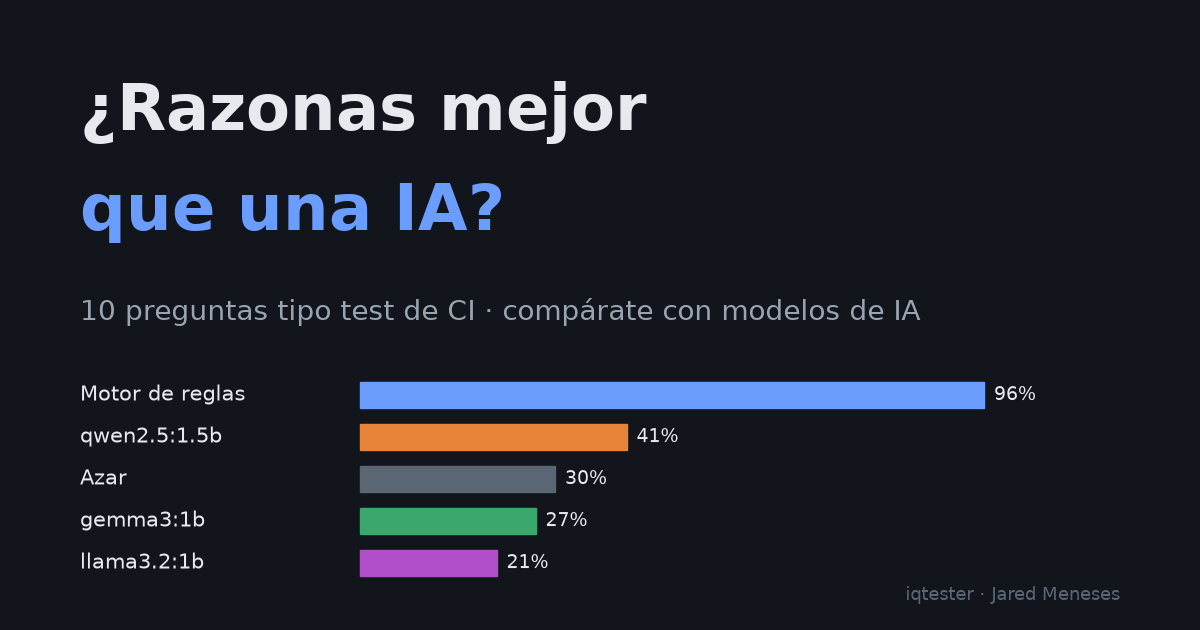 ¿Razonas mejor
que una IA?
10 preguntas tipo test de CI · compárate con modelos de IA
Motor de reglas 96%
qwen2.5:1.5b 41%
Azar 30%
gemma3:1b 27%
llama3.2:1b 21%
iqtester · Jared Meneses